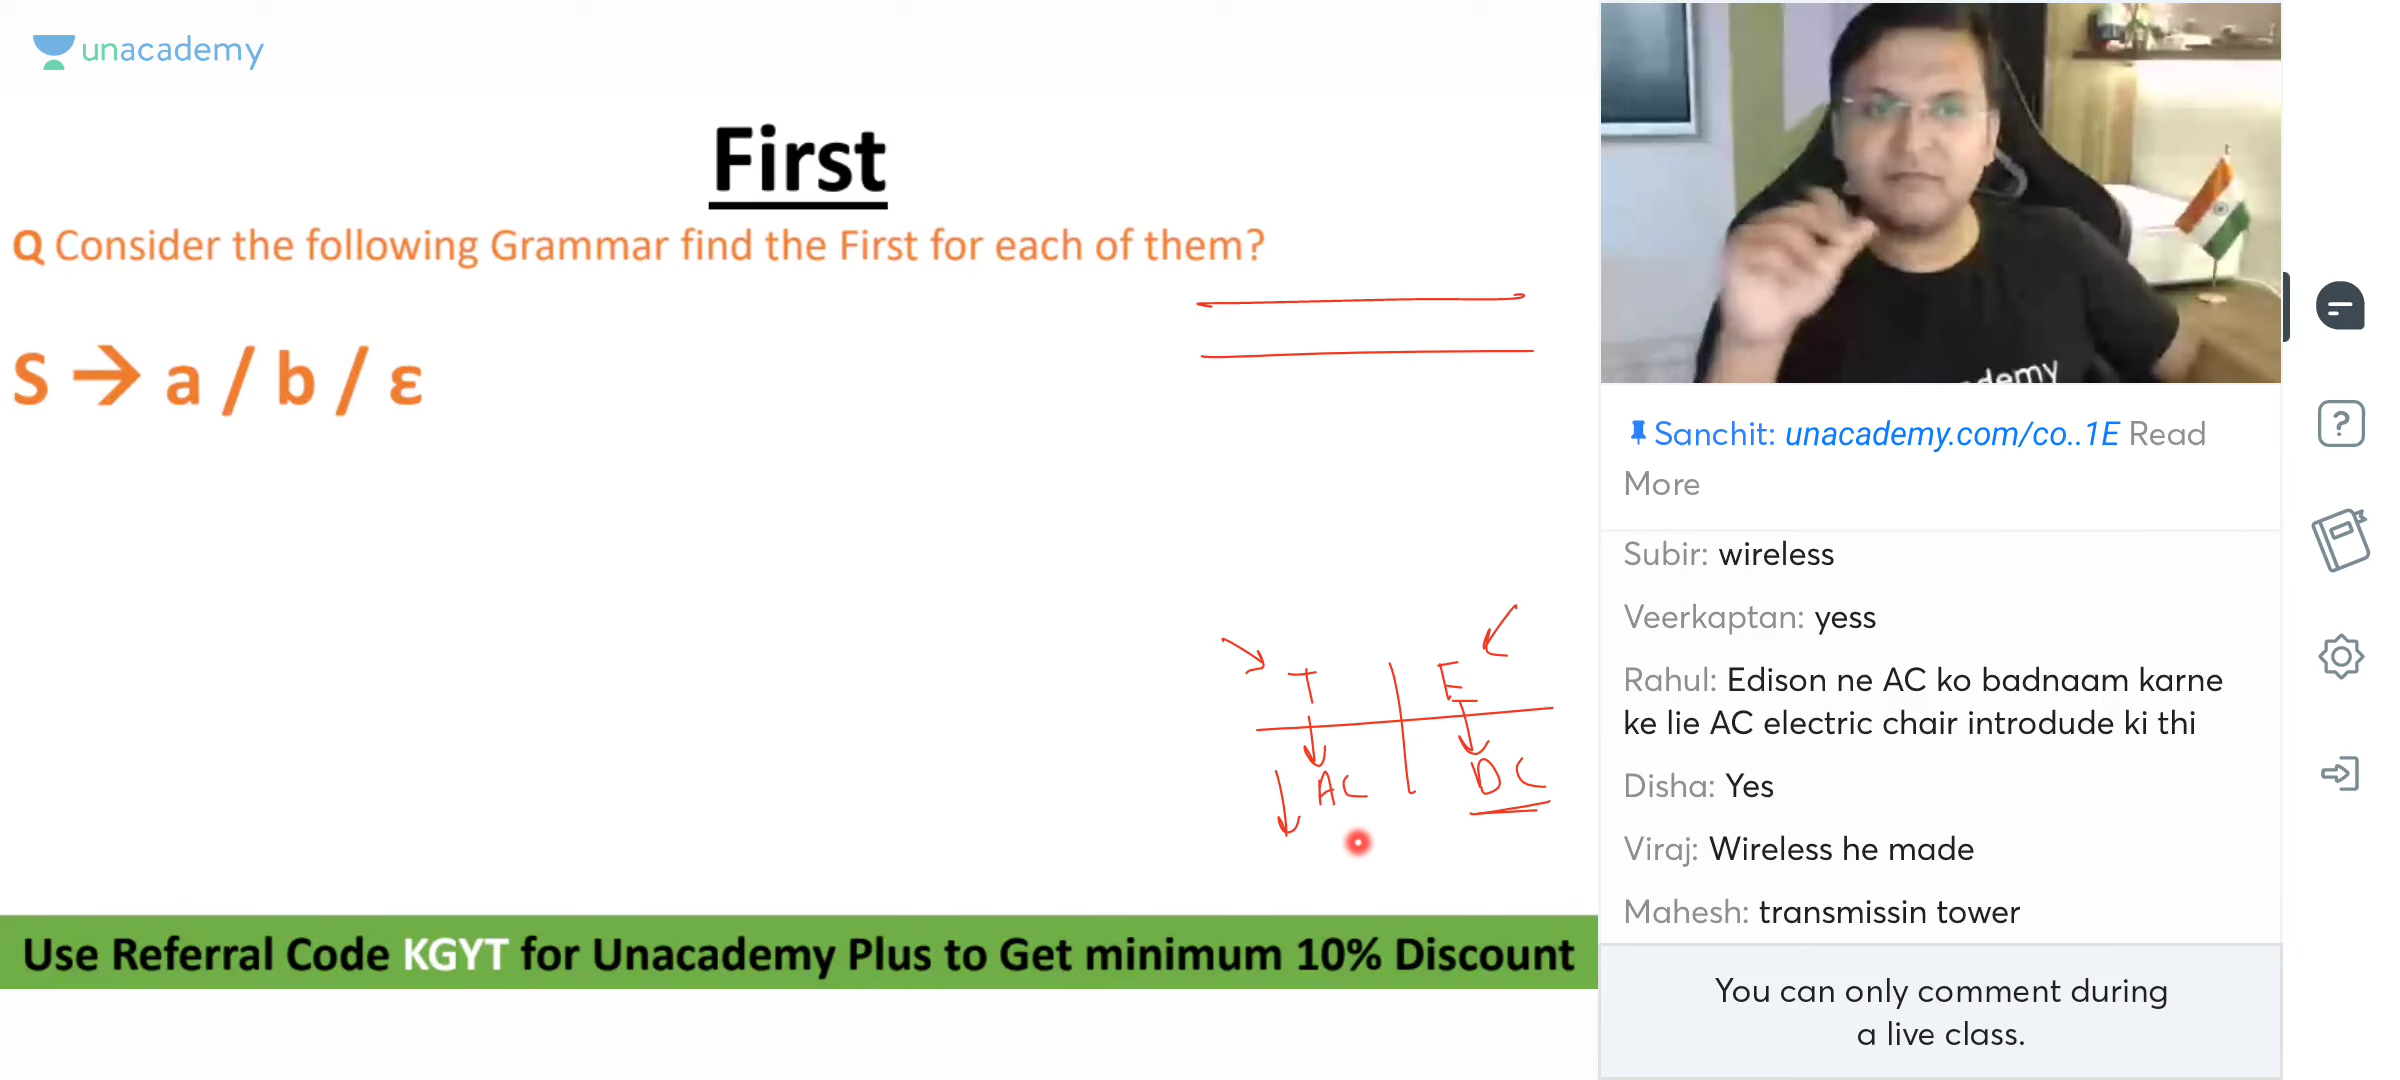 unacademy
First
Q Consider the following Grammar find the First for each of them?
S → a / b / ε
T E
AC DC
Use Referral Code KGYT for Unacademy Plus to Get minimum 10% Discount
demy
Sanchit: unacademy.com/co..1E Read
More
Subir: wireless
Veerkaptan: yess
Rahul: Edison ne AC ko badnaam karne
ke lie AC electric chair introdude ki thi
Disha: Yes
Viraj: Wireless he made
Mahesh: transmissin tower
You can only comment during
a live class.